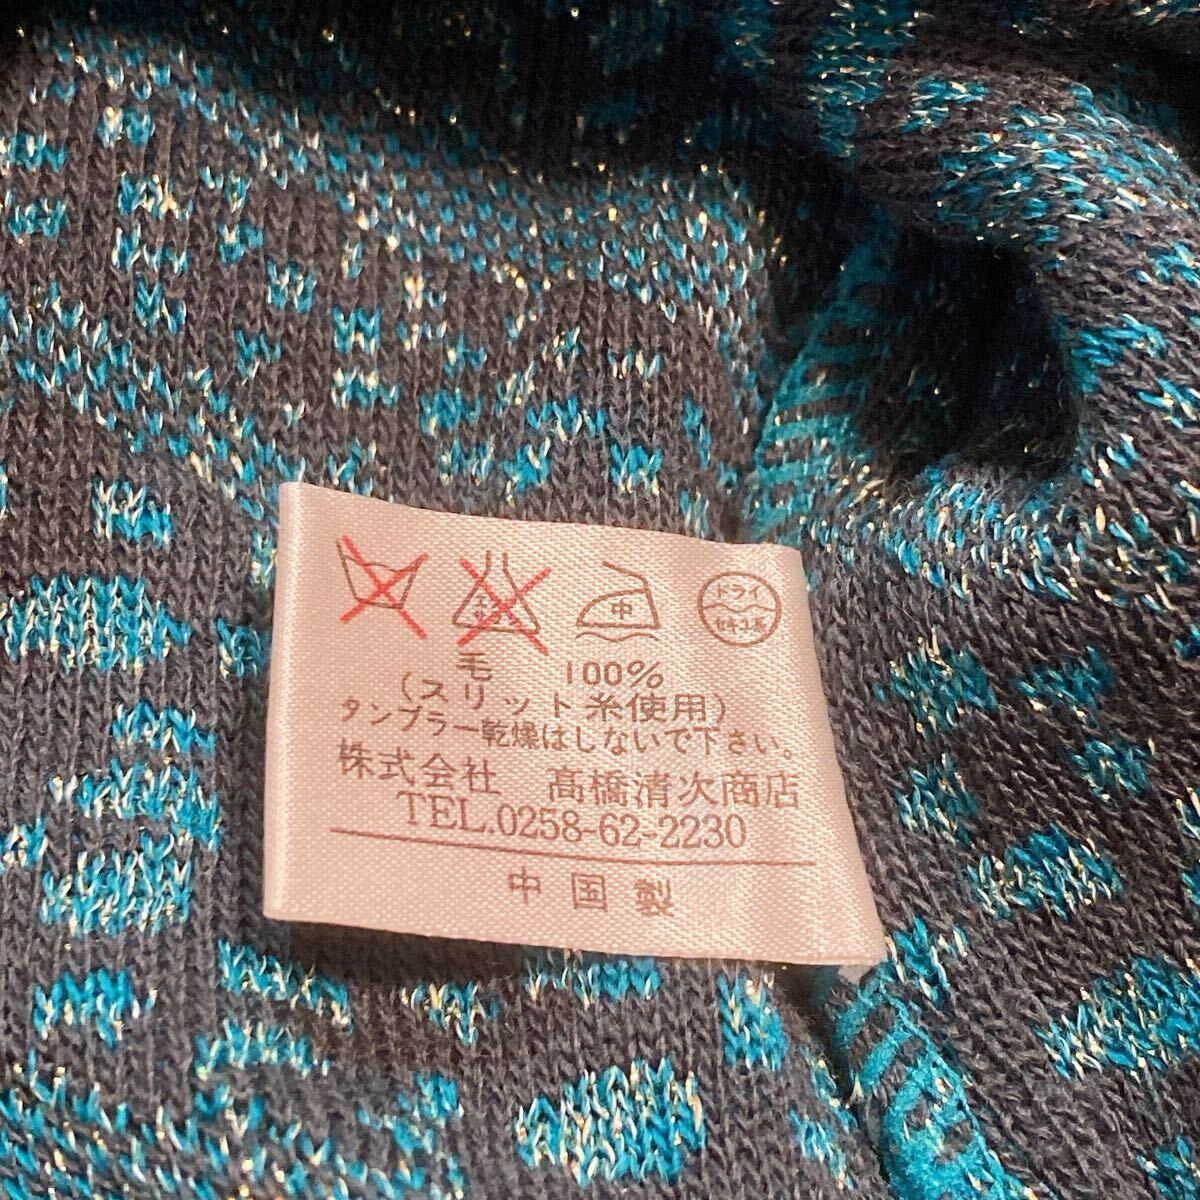 中
ドライ
セキユ系
毛 100%
(スリット糸使用)
タンブラー乾燥はしないで下さい。
株式会社 髙橋清次商店
TEL.0258-62-2230
中国製